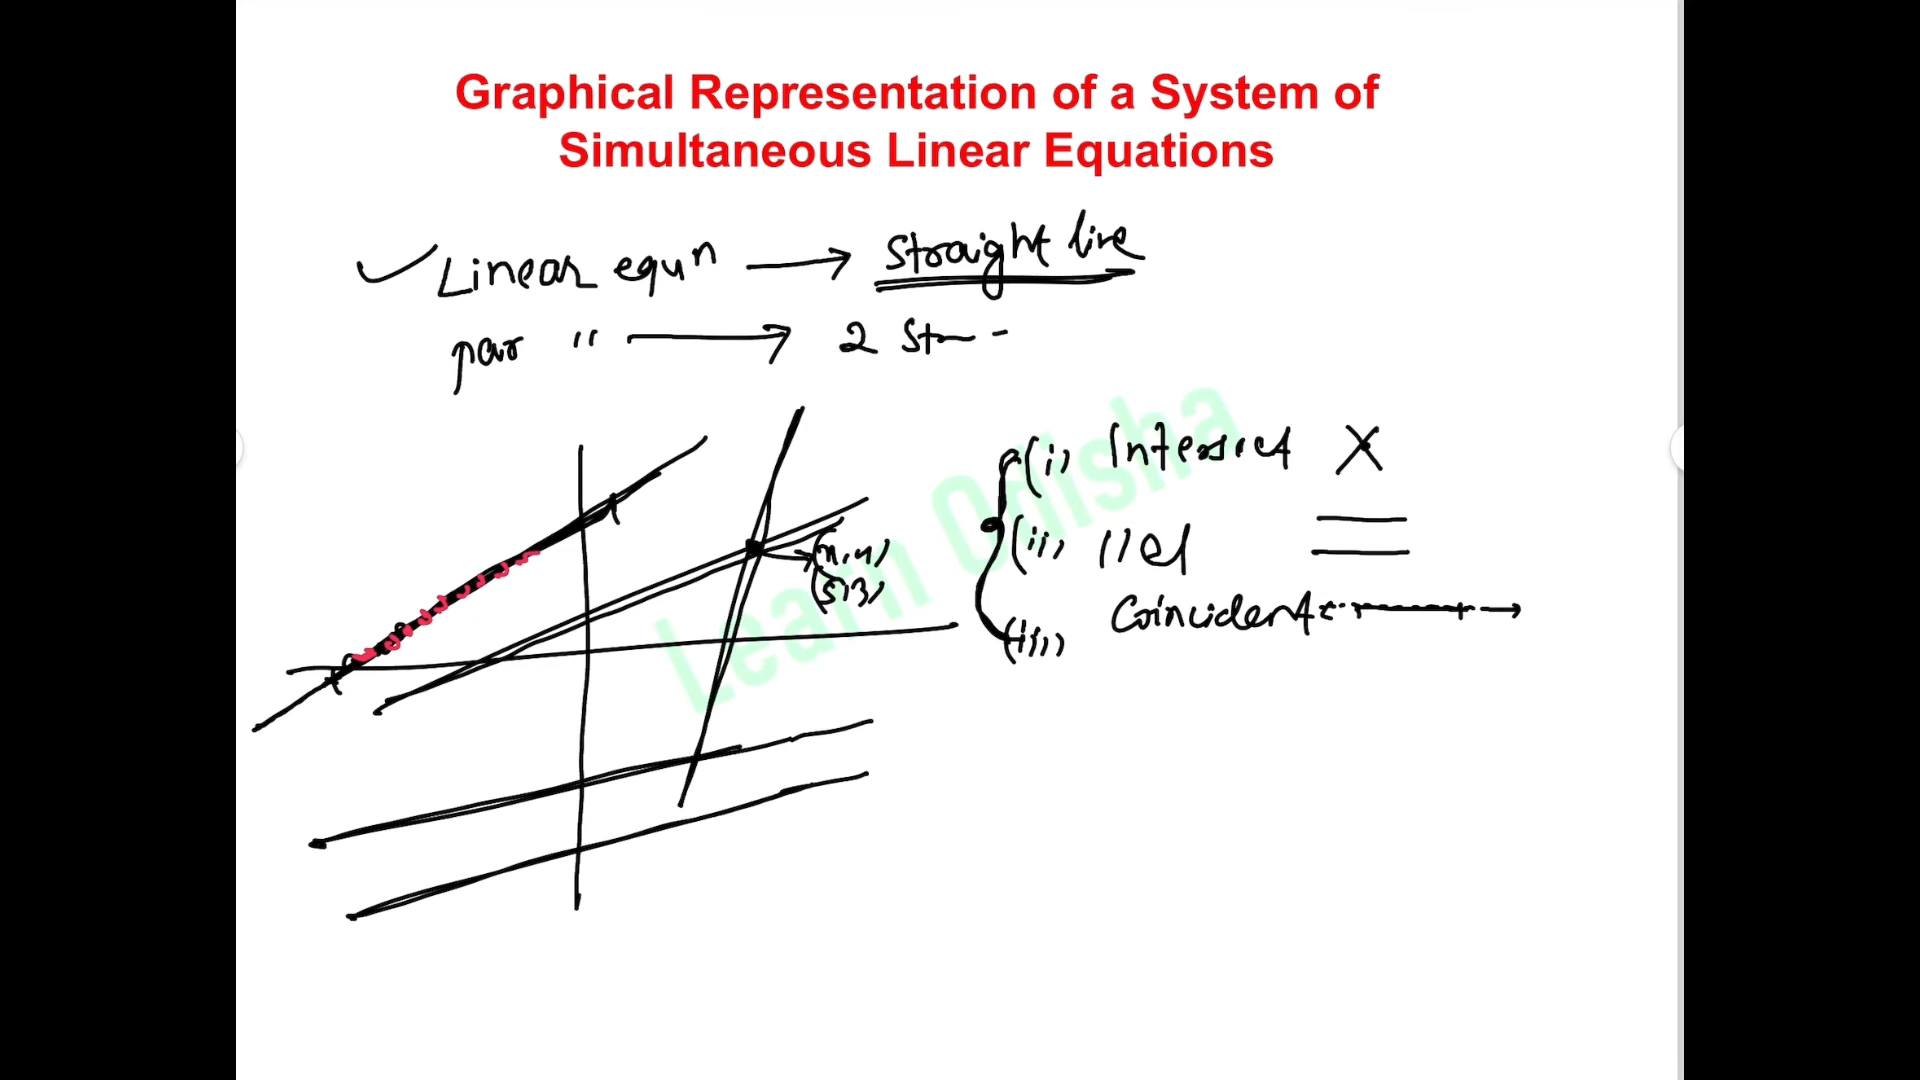 Graphical Representation of a System of
Simultaneous Linear Equations
Linear equn → Straight line
pair " → 2 St
(x,y)
(5,3)
(i) Intersect
(ii) //el
(iii) Coincident
Learn Odisha